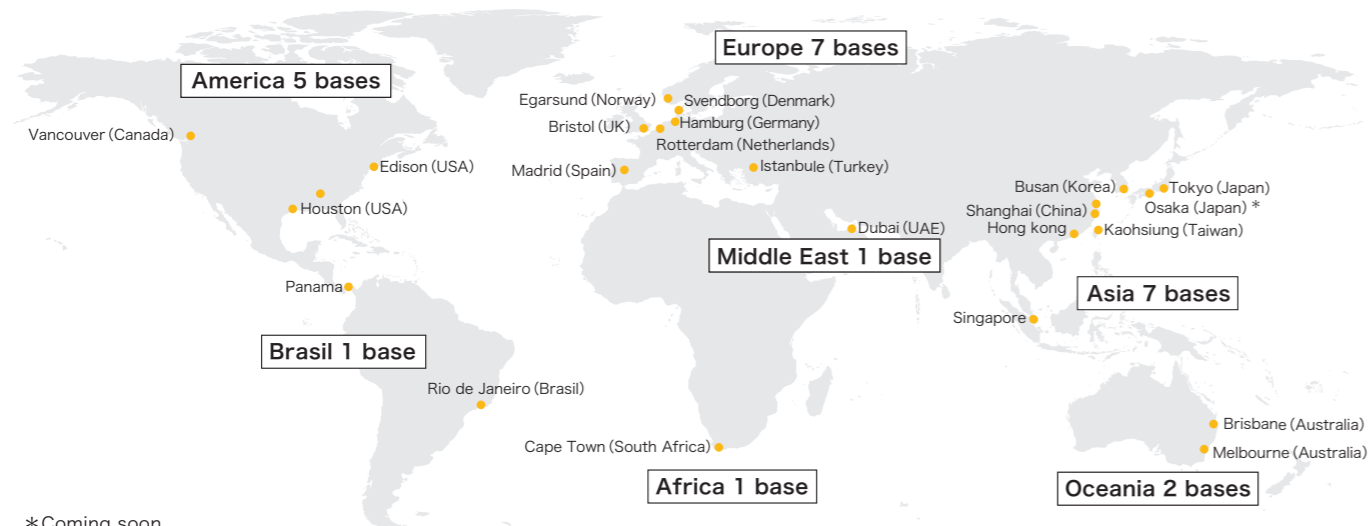 Europe 7 bases
America 5 bases
Egarsund (Norway)
Svendborg (Denmark)
Vancouver (Canada)
Bristol (UK)
Hamburg (Germany)
Rotterdam (Netherlands)
Edison (USA)
Madrid (Spain)
Istanbule (Turkey)
Busan (Korea)
Tokyo (Japan)
Houston (USA)
Shanghai (China)
Osaka (Japan) *
Hong kong
Kaohsiung (Taiwan)
Dubai (UAE)
Middle East 1 base
Panama
Asia 7 bases
Singapore
Brasil 1 base
Rio de Janeiro (Brasil)
Brisbane (Australia)
Cape Town (South Africa)
Melbourne (Australia)
Africa 1 base
Oceania 2 bases
*Coming soon